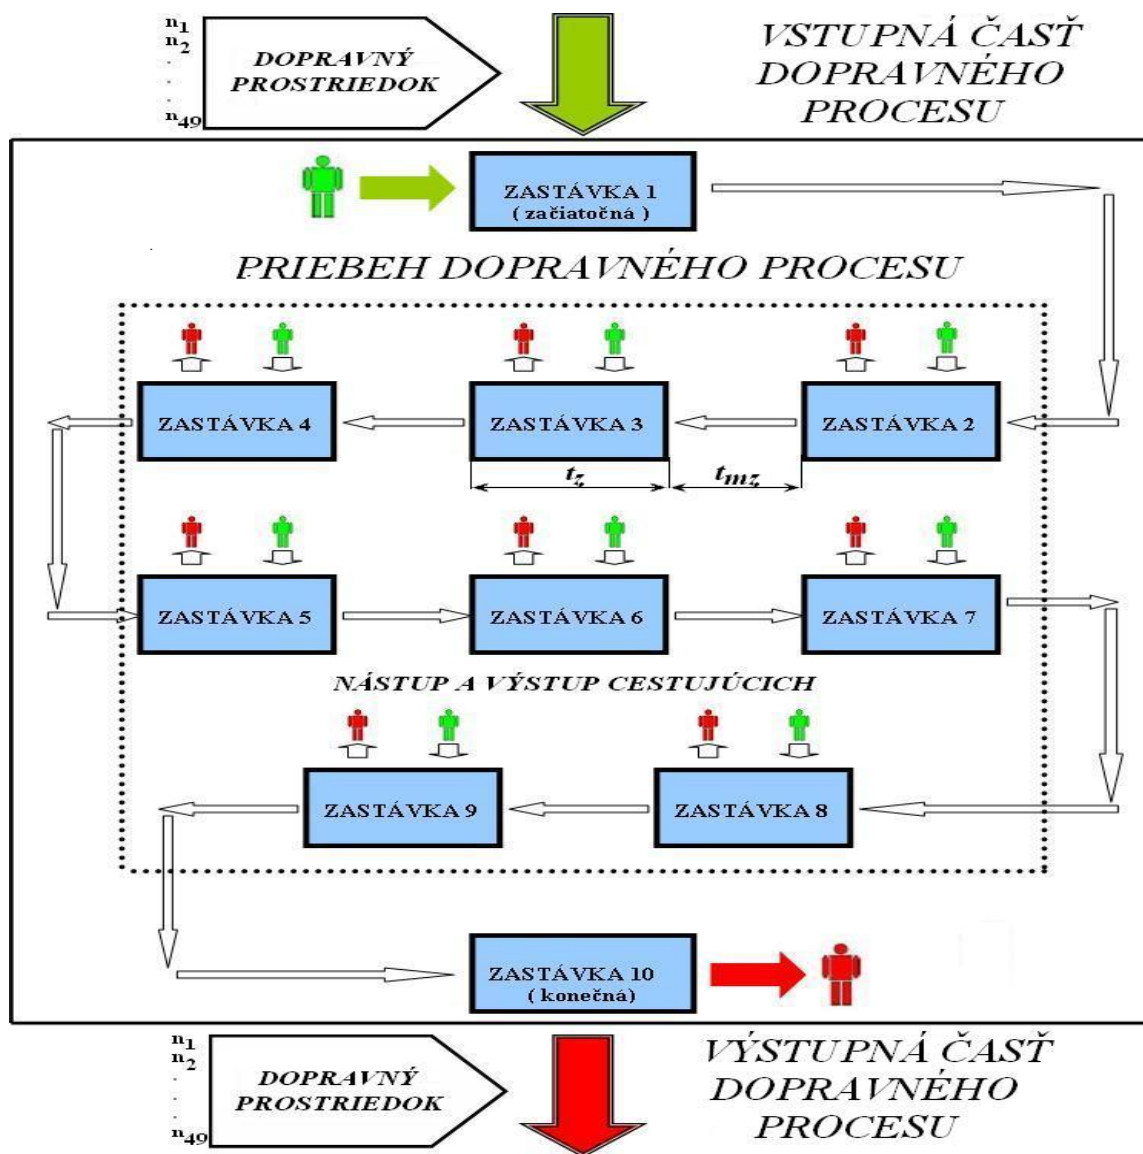 n1
n2
.
.
.
n49
DOPRAVNÝ
PROSTRIEDOK
VSTUPNÁ ČASŤ
DOPRAVNÉHO
PROCESU
ZASTÁVKA 1
( začiatočná )
PRIEBEH DOPRAVNÉHO PROCESU
ZASTÁVKA 4
ZASTÁVKA 3
ZASTÁVKA 2
tz
tmz
ZASTÁVKA 5
ZASTÁVKA 6
ZASTÁVKA 7
NÁSTUP A VÝSTUP CESTUJÚCICH
ZASTÁVKA 9
ZASTÁVKA 8
ZASTÁVKA 10
( konečná)
n1
n2
.
.
.
n49
DOPRAVNÝ
PROSTRIEDOK
VÝSTUPNÁ ČASŤ
DOPRAVNÉHO
PROCESU